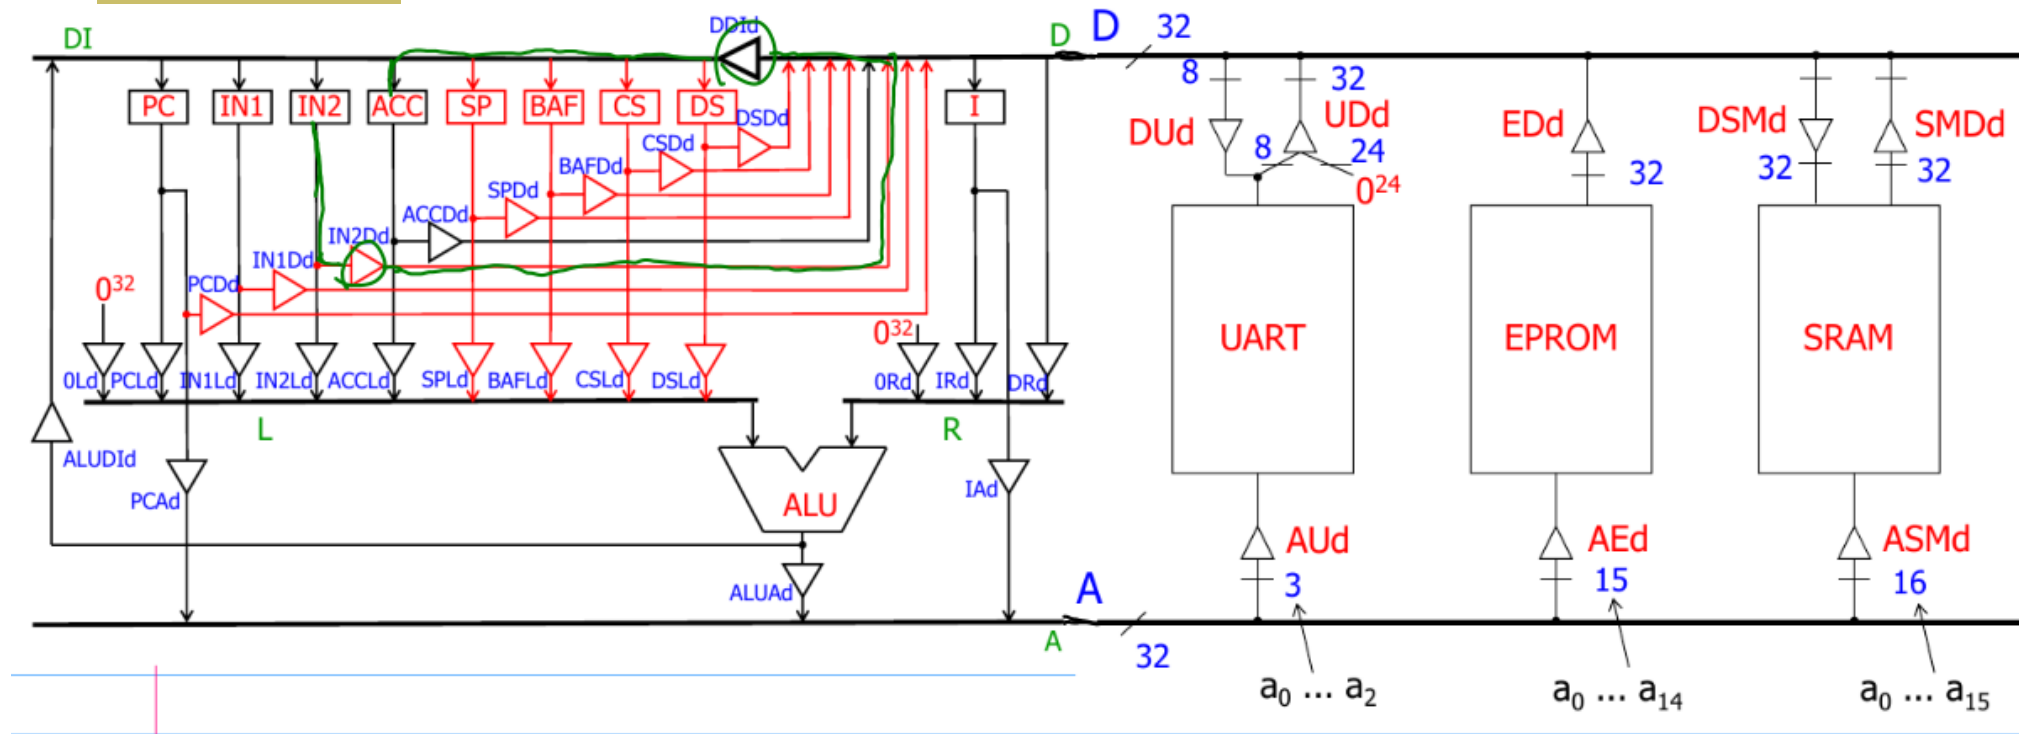 DI
DDId
D
D
32
8
32
PC
IN1
IN2
ACC
SP
BAF
CS
DS
I
DUd
UDd
EDd
DSMd
SMDd
DSDd
CSDd
BAFDd
SPDd
ACCDd
IN2Dd
IN1Dd
PCDd
8
24
0²⁴
32
32
32
0³²
0³²
UART
EPROM
SRAM
0Ld
PCLd
IN1Ld
IN2Ld
ACCLd
SPLd
BAFLd
CSLd
DSLd
0Rd
IRd
DRd
L
R
ALUDId
PCAd
ALU
IAd
AUd
AEd
ASMd
ALUAd
A
3
15
16
A
32
a₀ ... a₂
a₀ ... a₁₄
a₀ ... a₁₅